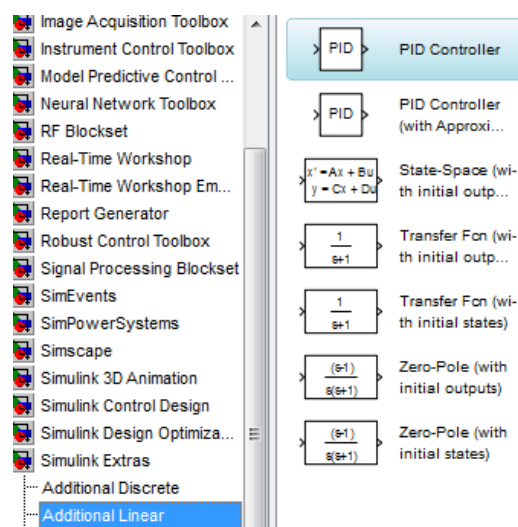 Image Acquisition Toolbox
Instrument Control Toolbox
Model Predictive Control ...
Neural Network Toolbox
RF Blockset
Real-Time Workshop
Real-Time Workshop Em...
Report Generator
Robust Control Toolbox
Signal Processing Blockset
SimEvents
SimPowerSystems
Simscape
Simulink 3D Animation
Simulink Control Design
Simulink Design Optimiza...
Simulink Extras
Additional Discrete
Additional Linear
PID
PID Controller
PID
PID Controller
(with Approxi...
x' =Ax + Bu
y = Cx + Du
State-Space (wi-
th initial outp...
1
s+1
Transfer Fcn (wi-
th initial outp...
1
s+1
Transfer Fcn (wi-
th initial states)
(s-1)
s(s+1)
Zero-Pole (with
initial outputs)
(s-1)
s(s+1)
Zero-Pole (with
initial states)